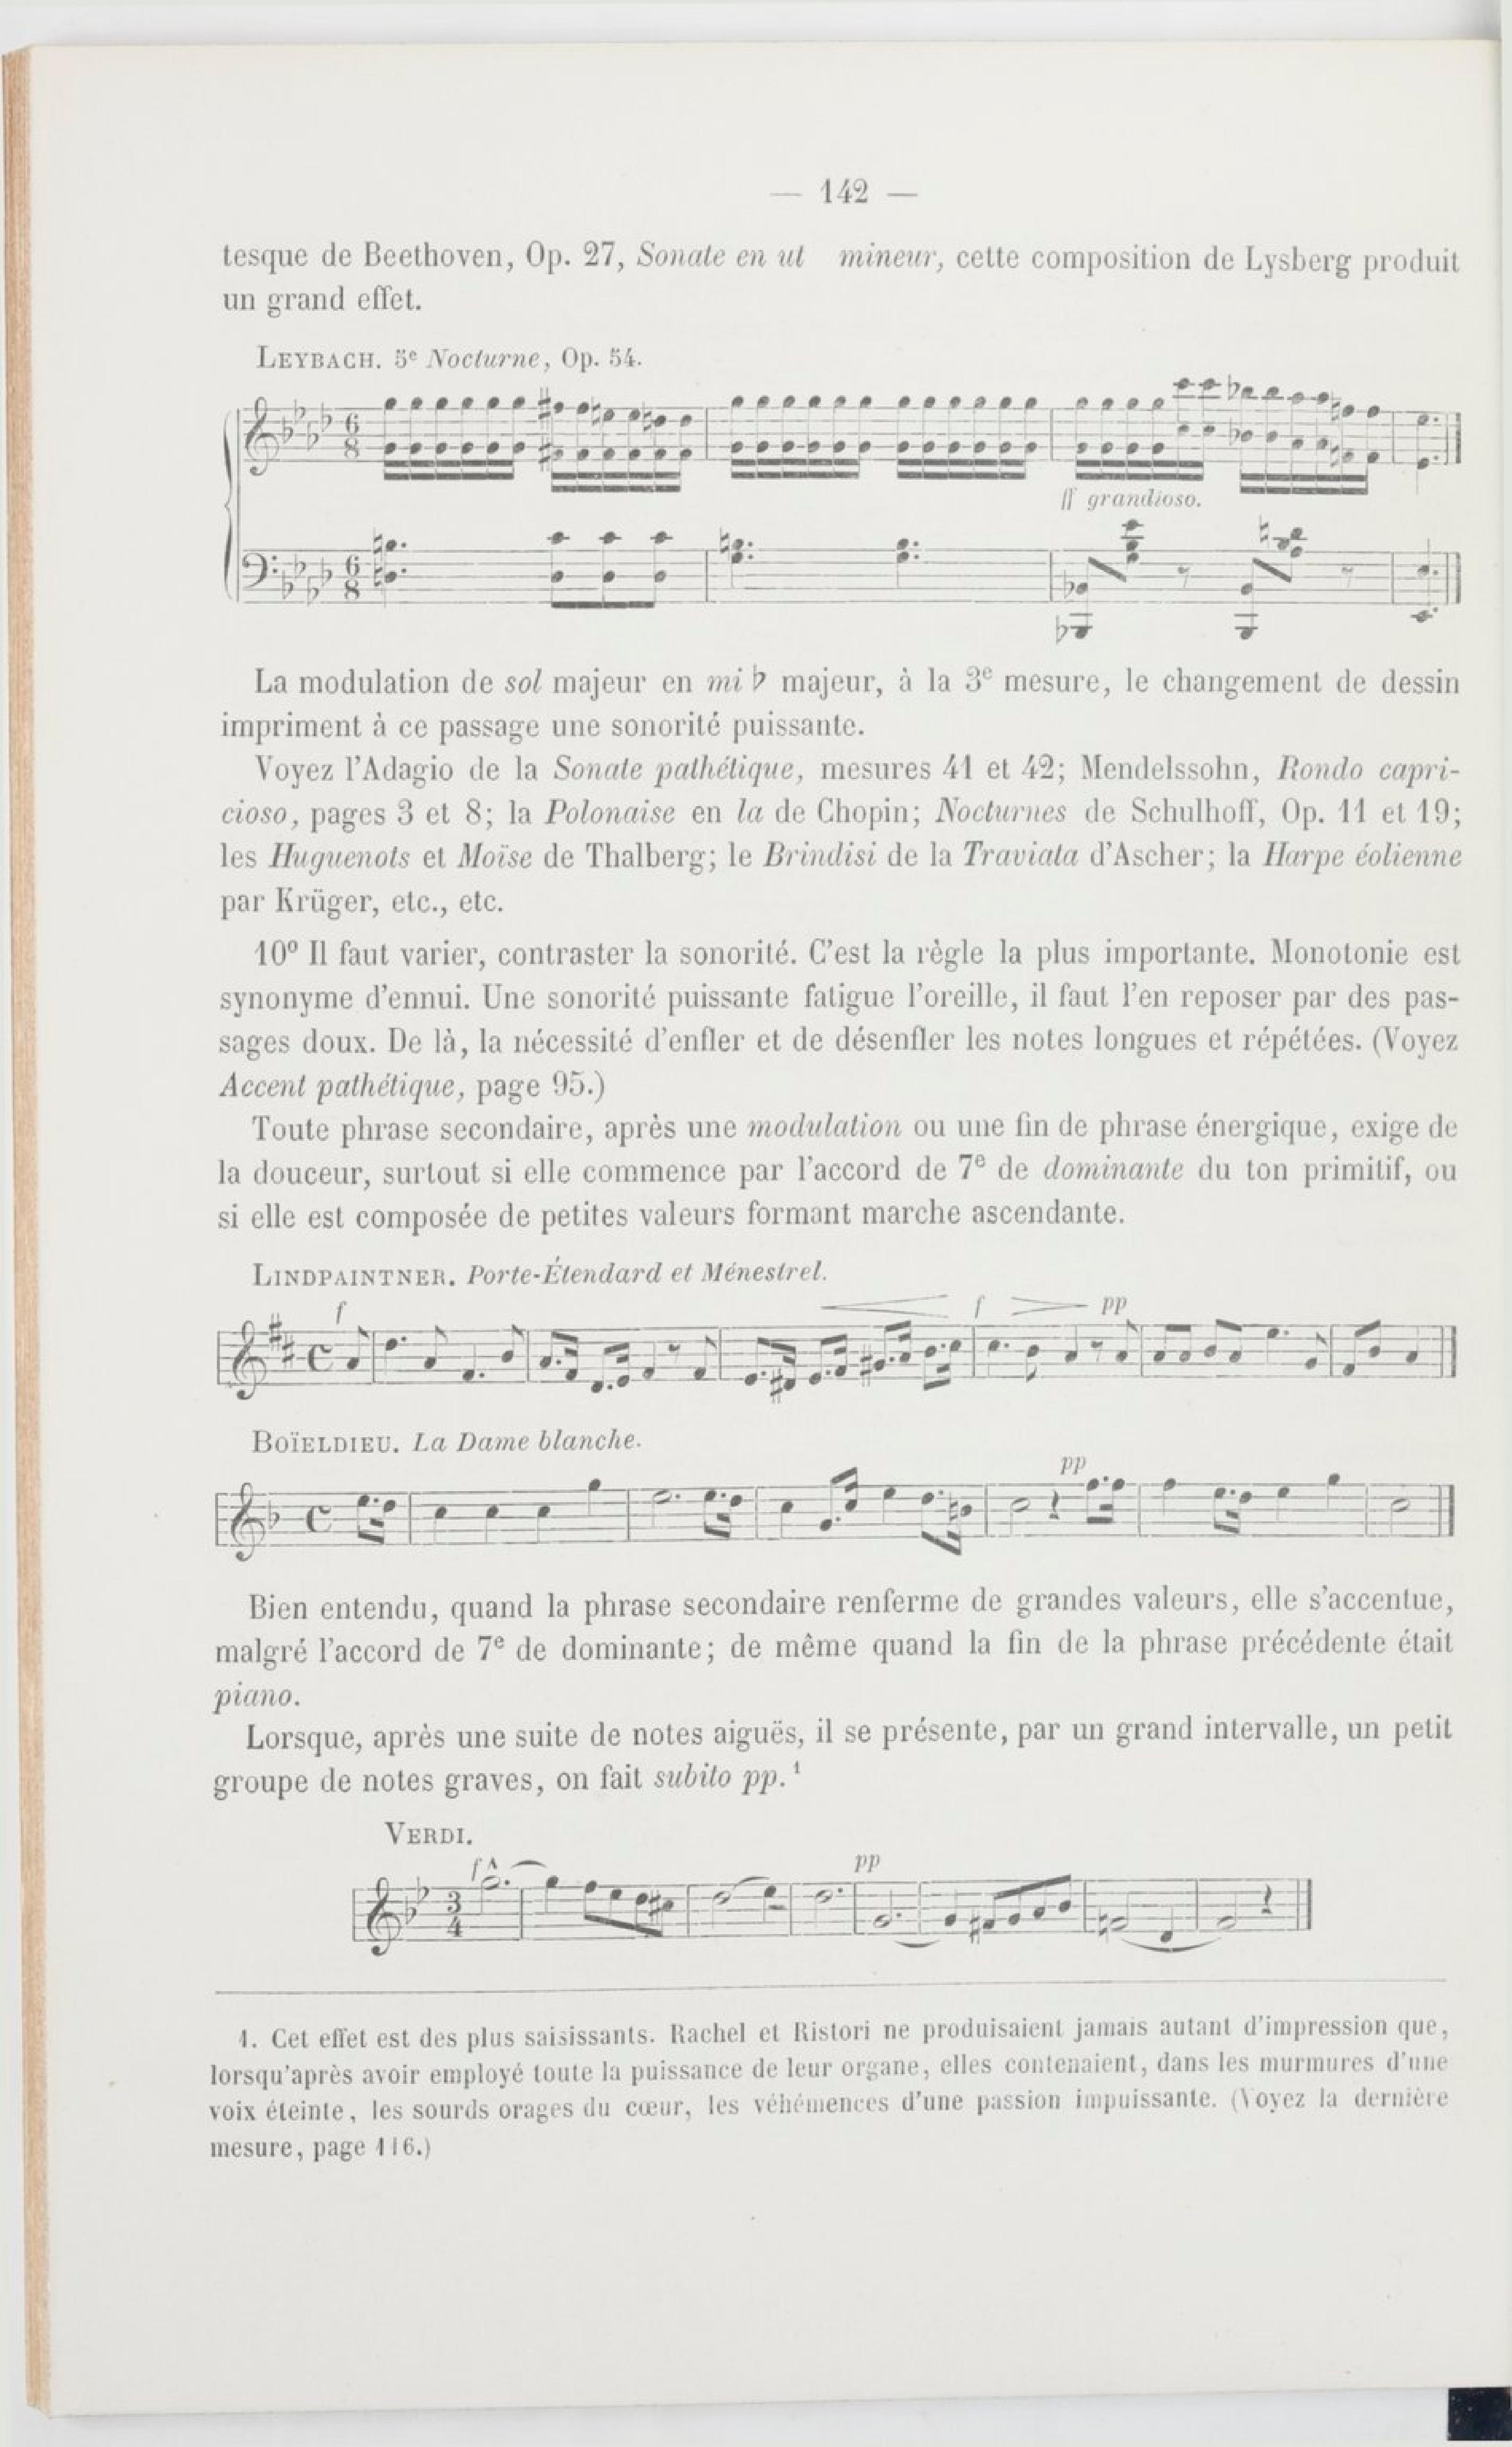 — 142 —
tesque de Beethoven, Op. 27, Sonate en ut mineur, cette composition de Lysberg produit
un grand effet.
LEYBACH. 5e Nocturne, Op. 54.
ff grandioso.
La modulation de sol majeur en mi ♭ majeur, à la 3e mesure, le changement de dessin
impriment à ce passage une sonorité puissante.
Voyez l'Adagio de la Sonate pathétique, mesures 41 et 42; Mendelssohn, Rondo capri-
cioso, pages 3 et 8; la Polonaise en la de Chopin; Nocturnes de Schulhoff, Op. 11 et 19;
les Huguenots et Moïse de Thalberg; le Brindisi de la Traviata d'Ascher; la Harpe éolienne
par Krüger, etc., etc.
10º Il faut varier, contraster la sonorité. C'est la règle la plus importante. Monotonie est
synonyme d'ennui. Une sonorité puissante fatigue l'oreille, il faut l'en reposer par des pas-
sages doux. De là, la nécessité d'enfler et de désenfler les notes longues et répétées. (Voyez
Accent pathétique, page 95.)
Toute phrase secondaire, après une modulation ou une fin de phrase énergique, exige de
la douceur, surtout si elle commence par l'accord de 7e de dominante du ton primitif, ou
si elle est composée de petites valeurs formant marche ascendante.
LINDPAINTNER. Porte-Étendard et Ménestrel.
f f pp
BOÏELDIEU. La Dame blanche.
pp
Bien entendu, quand la phrase secondaire renferme de grandes valeurs, elle s'accentue,
malgré l'accord de 7e de dominante; de même quand la fin de la phrase précédente était
piano.
Lorsque, après une suite de notes aiguës, il se présente, par un grand intervalle, un petit
groupe de notes graves, on fait subito pp.¹
VERDI.
f pp
1. Cet effet est des plus saisissants. Rachel et Ristori ne produisaient jamais autant d'impression que,
lorsqu'après avoir employé toute la puissance de leur organe, elles contenaient, dans les murmures d'une
voix éteinte, les sourds orages du cœur, les véhémences d'une passion impuissante. (Voyez la dernière
mesure, page 116.)